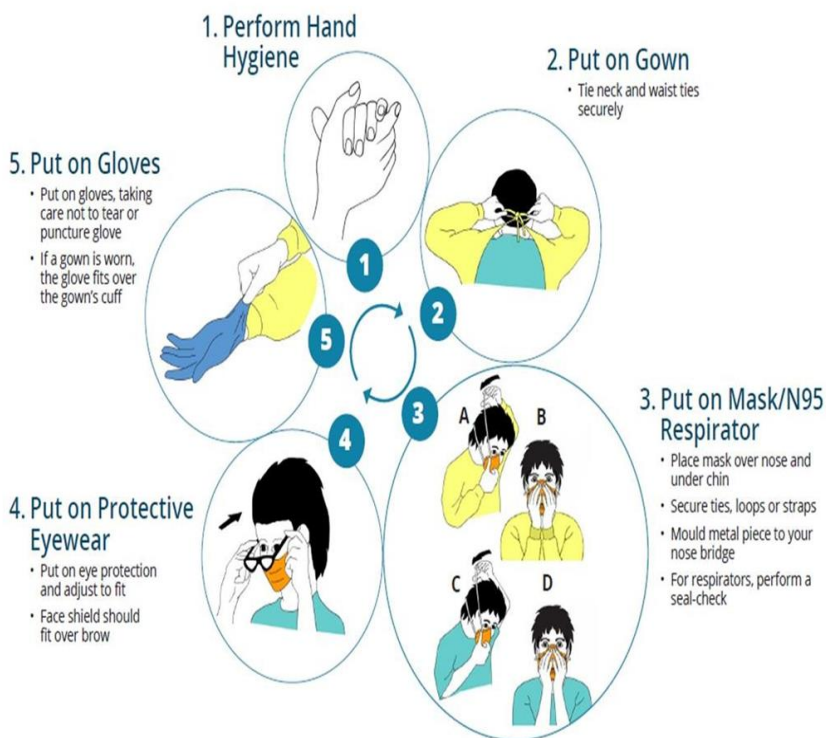 1. Perform Hand
Hygiene
2. Put on Gown
• Tie neck and waist ties
securely
3. Put on Mask/N95
Respirator
• Place mask over nose and
under chin
• Secure ties, loops or straps
• Mould metal piece to your
nose bridge
• For respirators, perform a
seal-check
4. Put on Protective
Eyewear
• Put on eye protection
and adjust to fit
• Face shield should
fit over brow
5. Put on Gloves
• Put on gloves, taking
care not to tear or
puncture glove
• If a gown is worn,
the glove fits over
the gown's cuff
1
2
3
4
5
A
B
C
D